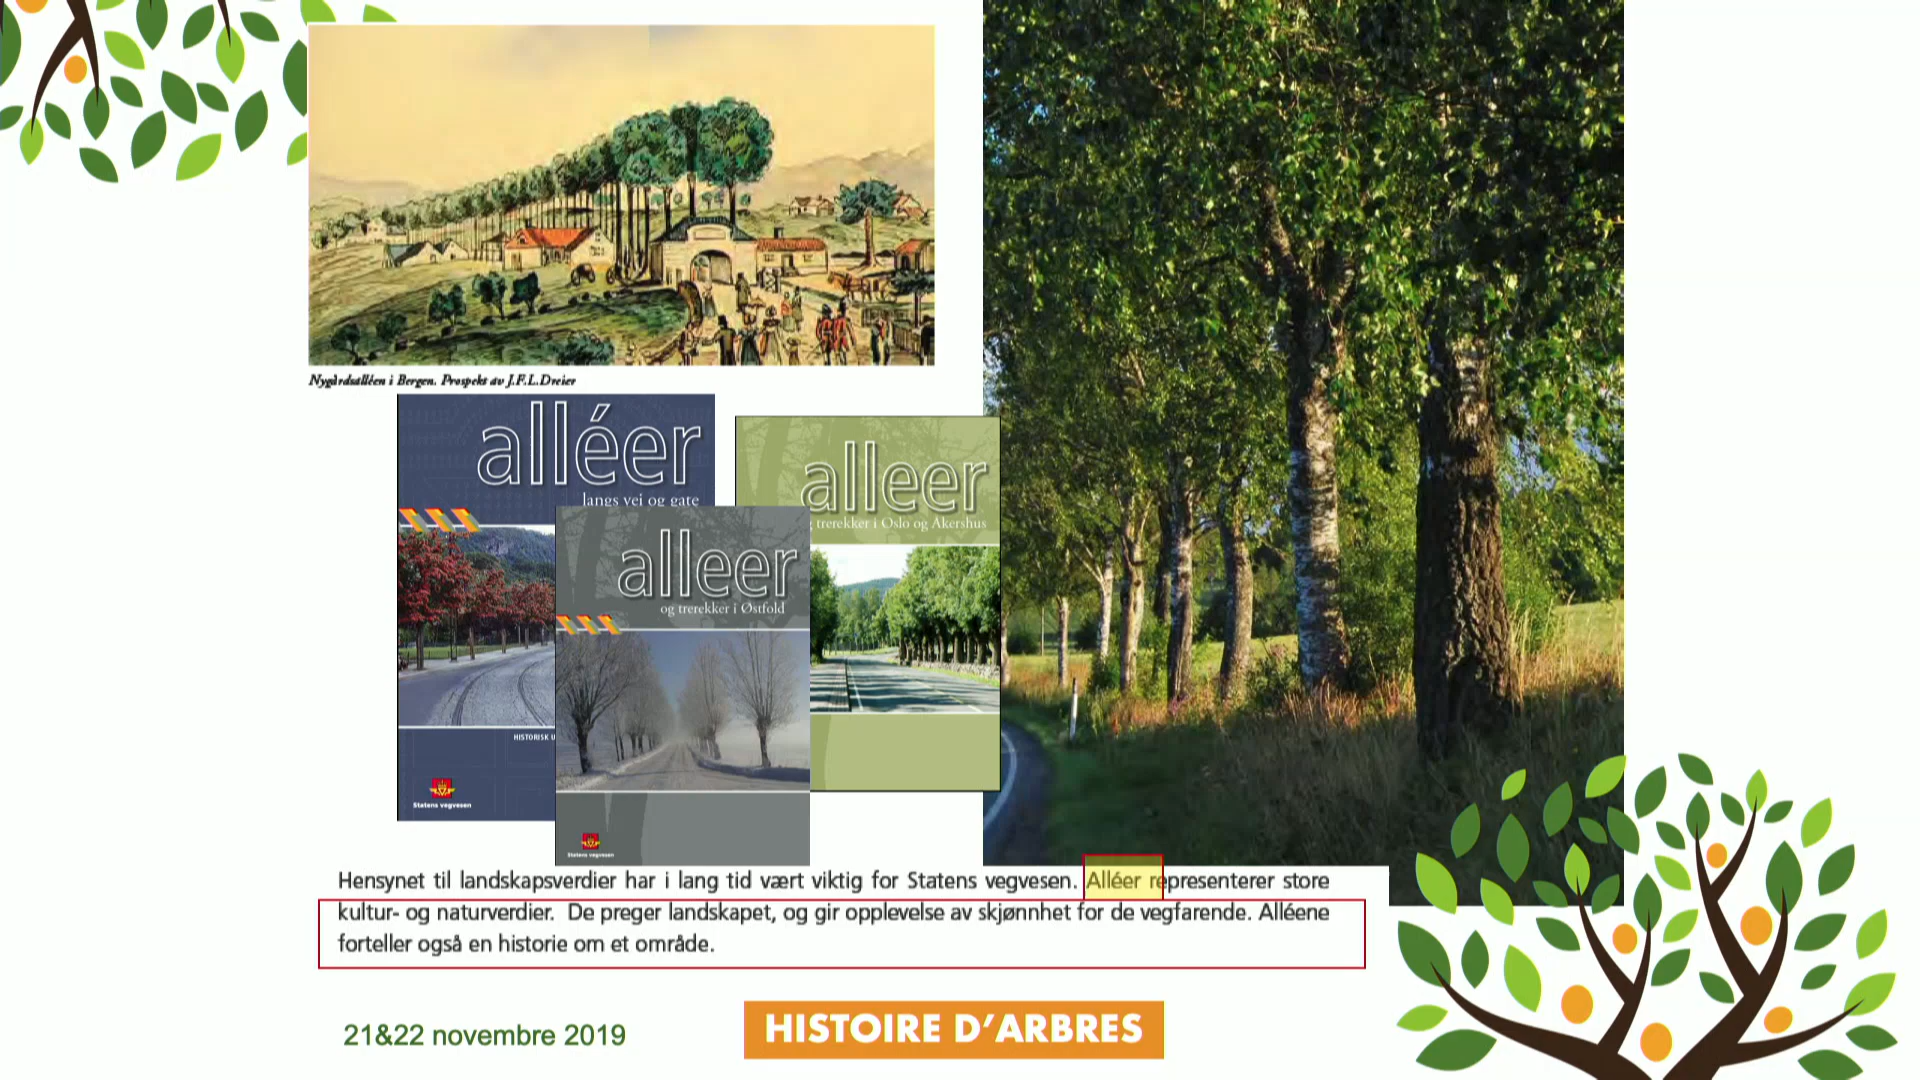 Nygårdsalléen i Bergen. Prospekt av J.F.L.Dreier
alléer
langs vei og gate
HISTORISK
Statens vegvesen
alleer
og trerekker i Østfold
Statens vegvesen
alleer
trerekker i Oslo og Akershus
Hensynet til landskapsverdier har i lang tid vært viktig for Statens vegvesen. Alléer representerer store
kultur- og naturverdier. De preger landskapet, og gir opplevelse av skjønnhet for de vegfarende. Alléene
forteller også en historie om et område.
21&22 novembre 2019
HISTOIRE D'ARBRES